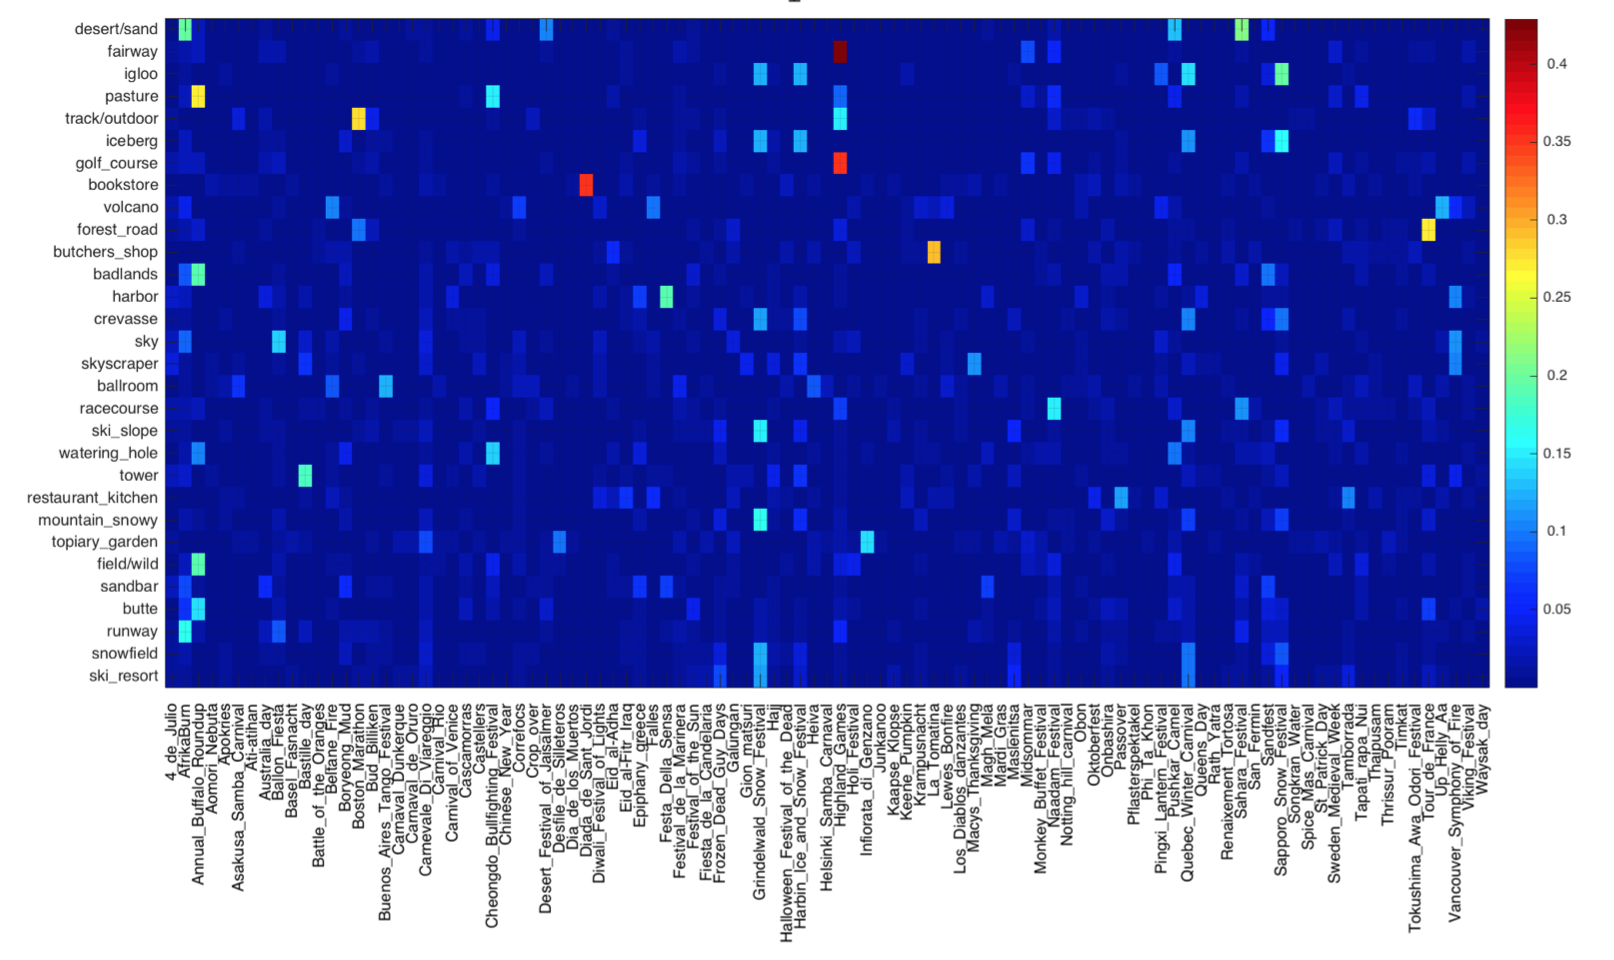 desert/sand
fairway
igloo
pasture
track/outdoor
iceberg
golf_course
bookstore
volcano
forest_road
butchers_shop
badlands
harbor
crevasse
sky
skyscraper
ballroom
racecourse
ski_slope
watering_hole
tower
restaurant_kitchen
mountain_snowy
topiary_garden
field/wild
sandbar
butte
runway
snowfield
ski_resort
4_de_Julio
AfrikaBurn
Annual_Buffalo_Roundup
Aomori_Nebuta
Apokries
Asakusa_Samba_Carnival
Ati-atihan
Australia_day
Ballon_Fiesta
Basel_Fasnacht
Bastille_day
Battle_of_the_Oranges
Beltane_Fire
Boryeong_Mud
Boston_Marathon
Bud_Billiken
Buenos_Aires_Tango_Festival
Carnaval_Dunkerque
Carnaval_de_Oruro
Carnevale_Di_Viareggio
Carnival_Rio
Carnival_of_Venice
Cascamorras
Castellers
Cheongdo_Bullfighting_Festival
Chinese_New_Year
Correfocs
Crop_over
Desert_Festival_of_Jaisalmer
Desfile_de_Silleteros
Dia_de_los_Muertos
Diada_de_Sant_Jordi
Diwali_Festival_of_Lights
Eid_al-Adha
Eid_al-Fitr_Iraq
Epiphany_greece
Falles
Festa_Della_Sensa
Festival_de_la_Marinera
Festival_of_the_Sun
Fiesta_de_la_Candelaria
Frozen_Dead_Guy_Days
Galungan
Gion_matsuri
Grindelwald_Snow_Festival
Hajj
Halloween_Festival_of_the_Dead
Harbin_Ice_and_Snow_Festival
Heiva
Helsinki_Samba_Carnaval
Highland_Games
Holi_Festival
Infiorata_di_Genzano
Junkanoo
Kaapse_Klopse
Keene_Pumpkin
Krampusnacht
La_Tomatina
Lewes_Bonfire
Los_Diablos_danzantes
Macys_Thanksgiving
Magh_Mela
Mardi_Gras
Maslenitsa
Midsommar
Monkey_Buffet_Festival
Naadam_Festival
Notting_hill_carnival
Obon
Oktoberfest
Onbashira
Passover
Pflasterspektakel
Phi_Ta_Khon
Pingxi_Lantern_Festival
Pushkar_Camel
Quebec_Winter_Carnival
Queens_Day
Rath_Yatra
Renaixement_Tortosa
Sahara_Festival
San_Fermin
Sandfest
Sapporo_Snow_Festival
Songkran_Water
Spice_Mas_Carnival
St_Patrick_Day
Sweden_Medieval_Week
Tamborrada
Tapati_rapa_Nui
Thaipusam
Thrissur_Pooram
Timkat
Tokushima_Awa_Odori_Festival
Tour_de_France
Up_Helly_Aa
Vancouver_Symphony_of_Fire
Viking_Festival
Waysak_day
0.4
0.35
0.3
0.25
0.2
0.15
0.1
0.05